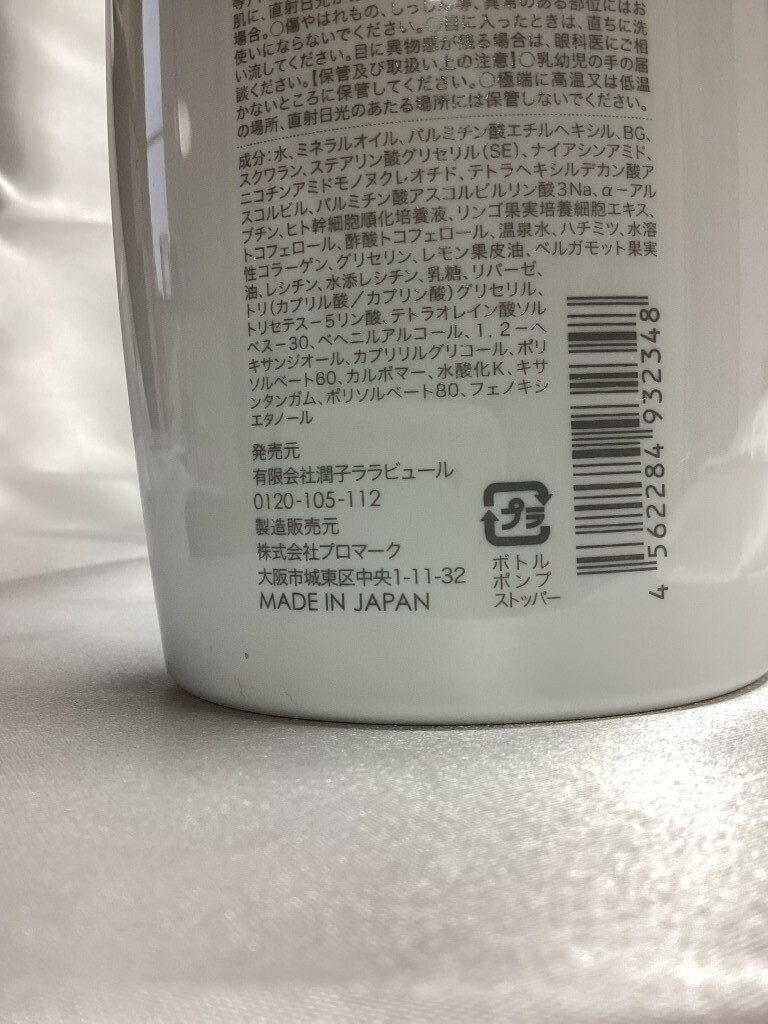 肌に、直射日光が
場合。○傷やはれもの、しっしん等、異常のある部位にはお
使いにならないでください。○目に入ったときは、直ちに洗
い流してください。目に異物感が残る場合は、眼科医にご相
談ください。【保管及び取扱い上の注意】○乳幼児の手の届
かないところに保管してください。○極端に高温又は低温
の場所、直射日光のあたる場所には保管しないでください。
成分：水、ミネラルオイル、パルミチン酸エチルヘキシル、BG、
スクワラン、ステアリン酸グリセリル(SE)、ナイアシンアミド、
ニコチンアミドモノヌクレオチド、テトラヘキシルデカン酸ア
スコルビル、パルミチン酸アスコルビルリン酸3Na、α－アル
ブチン、ヒト幹細胞順化培養液、リンゴ果実培養細胞エキス、
トコフェロール、酢酸トコフェロール、温泉水、ハチミツ、水溶
性コラーゲン、グリセリン、レモン果皮油、ベルガモット果実
油、レシチン、水添レシチン、乳糖、リパーゼ、
トリ(カプリル酸／カプリン酸)グリセリル、
トリセテス－5リン酸、テトラオレイン酸ソル
ベス－30、ベヘニルアルコール、1，2－ヘ
キサンジオール、カプリリルグリコール、ポリ
ソルベート60、カルボマー、水酸化K、キサ
ンタンガム、ポリソルベート80、フェノキシ
エタノール
発売元
有限会社潤子ララビュール
0120-105-112
製造販売元
株式会社プロマーク
大阪市城東区中央1-11-32
MADE IN JAPAN
プラ
ボトル
ポンプ
ストッパー
4 562284 932348